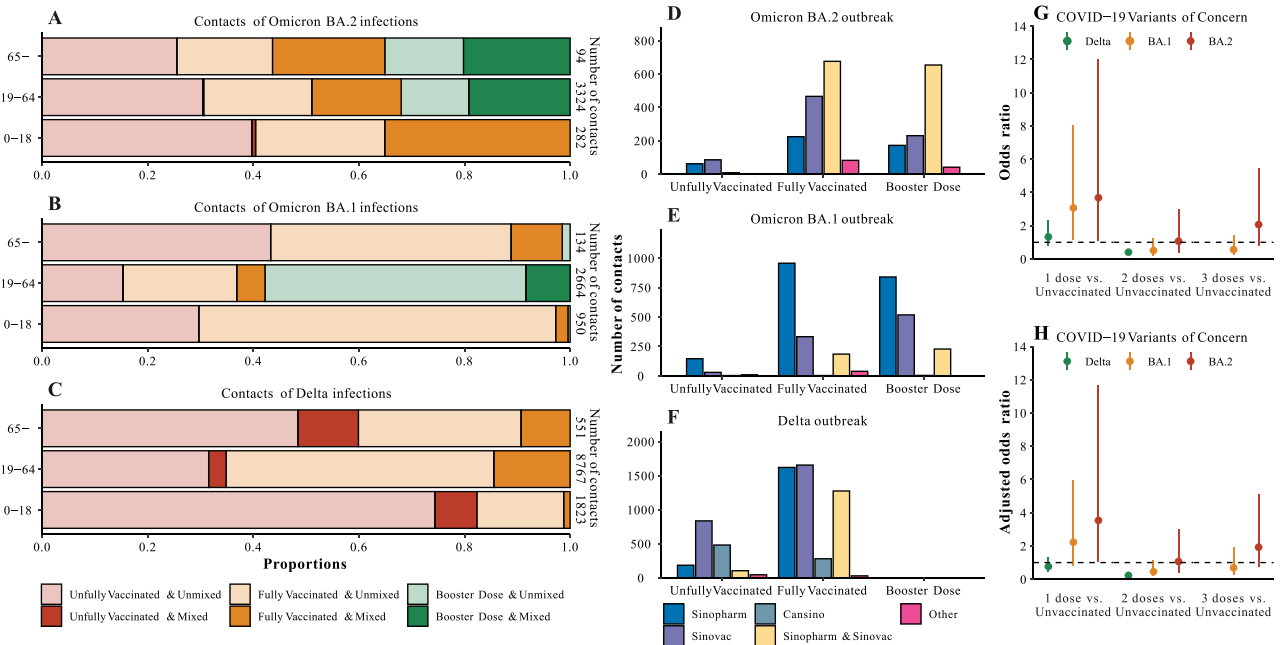 A
Contacts of Omicron BA.2 infections
65−
19−64
0−18
94
3324
282
Number of contacts
0.0 0.2 0.4 0.6 0.8 1.0
B
Contacts of Omicron BA.1 infections
65−
19−64
0−18
134
2664
950
Number of contacts
0.0 0.2 0.4 0.6 0.8 1.0
C
Contacts of Delta infections
65−
19−64
0−18
551
8767
1823
Number of contacts
0.0 0.2 0.4 0.6 0.8 1.0
Proportions
Unfully Vaccinated & Unmixed
Fully Vaccinated & Unmixed
Booster Dose & Unmixed
Unfully Vaccinated & Mixed
Fully Vaccinated & Mixed
Booster Dose & Mixed
D
Omicron BA.2 outbreak
800
600
400
200
0
Unfully Vaccinated Fully Vaccinated Booster Dose
E
Omicron BA.1 outbreak
Number of contacts
1000
750
500
250
0
Unfully Vaccinated Fully Vaccinated Booster Dose
F
Delta outbreak
2000
1500
1000
500
0
Unfully Vaccinated Fully Vaccinated Booster Dose
Sinopharm
Cansino
Other
Sinovac
Sinopharm & Sinovac
G
COVID−19 Variants of Concern
Delta BA.1 BA.2
Odds ratio
14
12
10
8
6
4
2
0
1 dose vs. 2 doses vs. 3 doses vs.
Unvaccinated Unvaccinated Unvaccinated
H
COVID−19 Variants of Concern
Delta BA.1 BA.2
Adjusted odds ratio
14
12
10
8
6
4
2
0
1 dose vs. 2 doses vs. 3 doses vs.
Unvaccinated Unvaccinated Unvaccinated